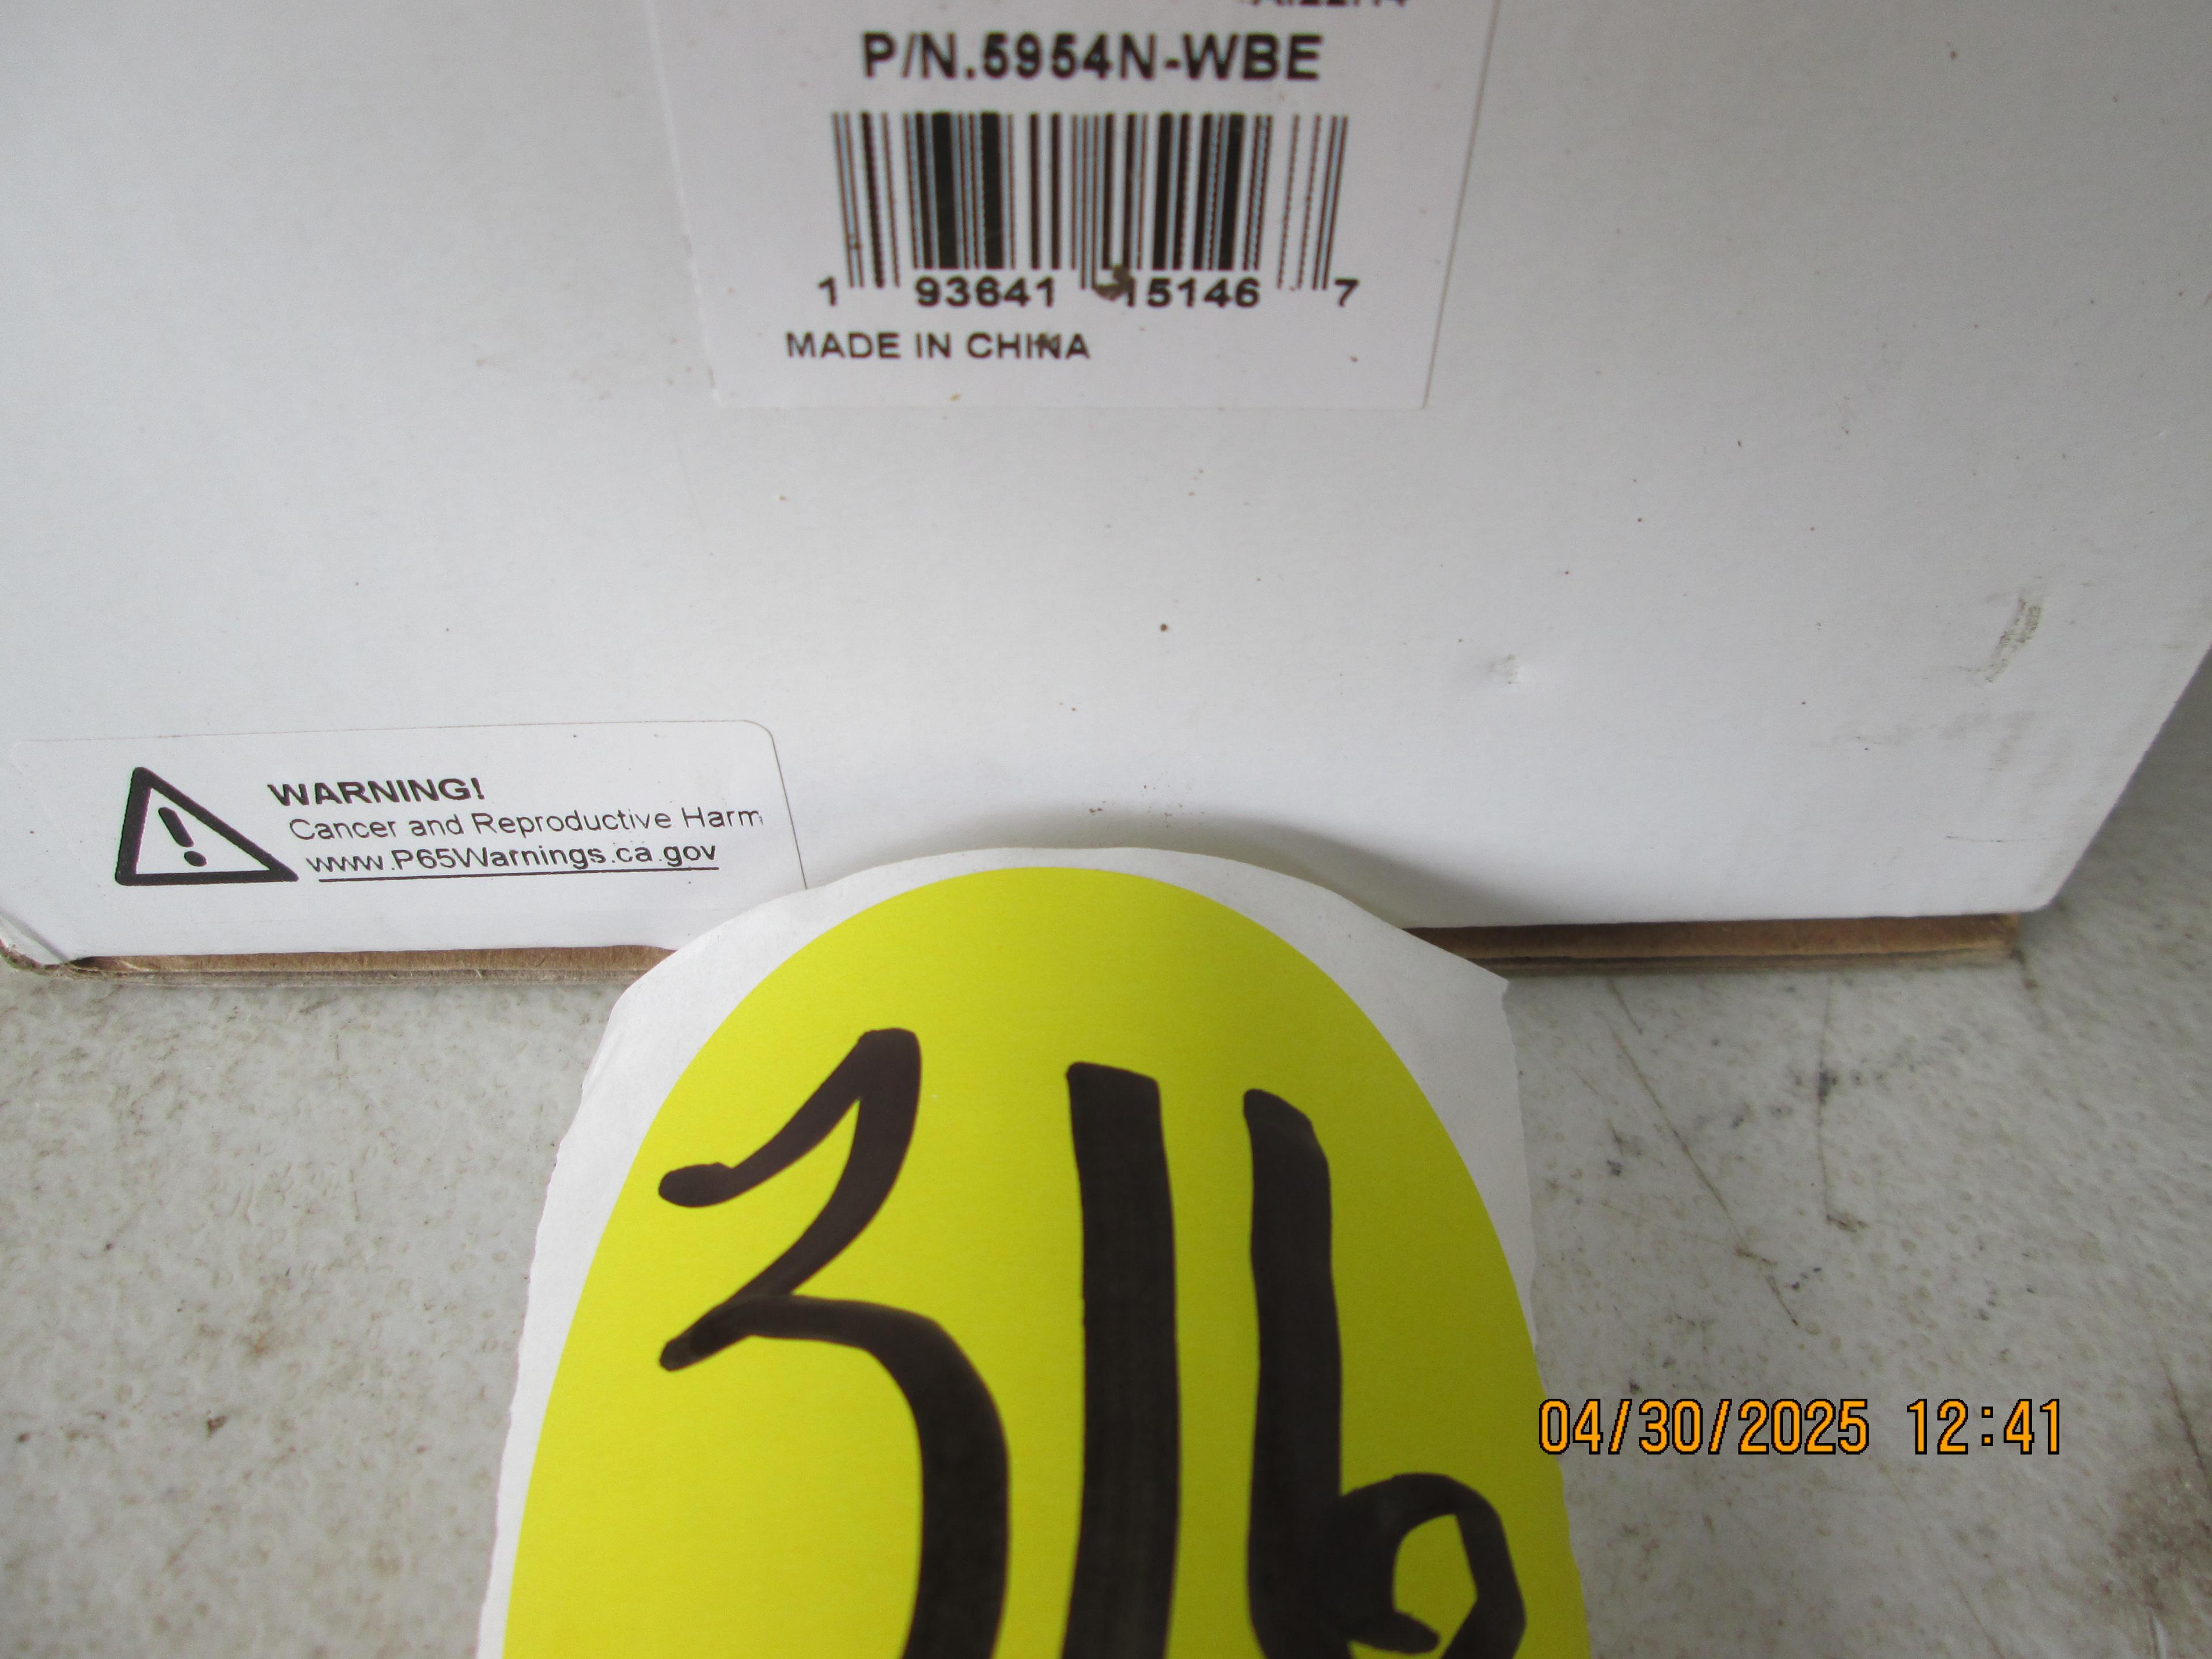 P/N.5954N-WBE
1 93641 15146 7
MADE IN CHINA
WARNING!
Cancer and Reproductive Harm
www.P65Warnings.ca.gov
316
04/30/2025 12:41